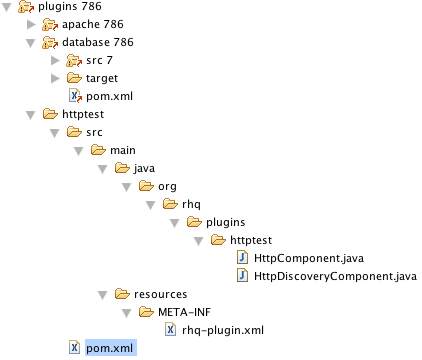 plugins 786
apache 786
database 786
src 7
target
pom.xml
httptest
src
main
java
org
rhq
plugins
httptest
HttpComponent.java
HttpDiscoveryComponent.java
resources
META-INF
rhq-plugin.xml
pom.xml